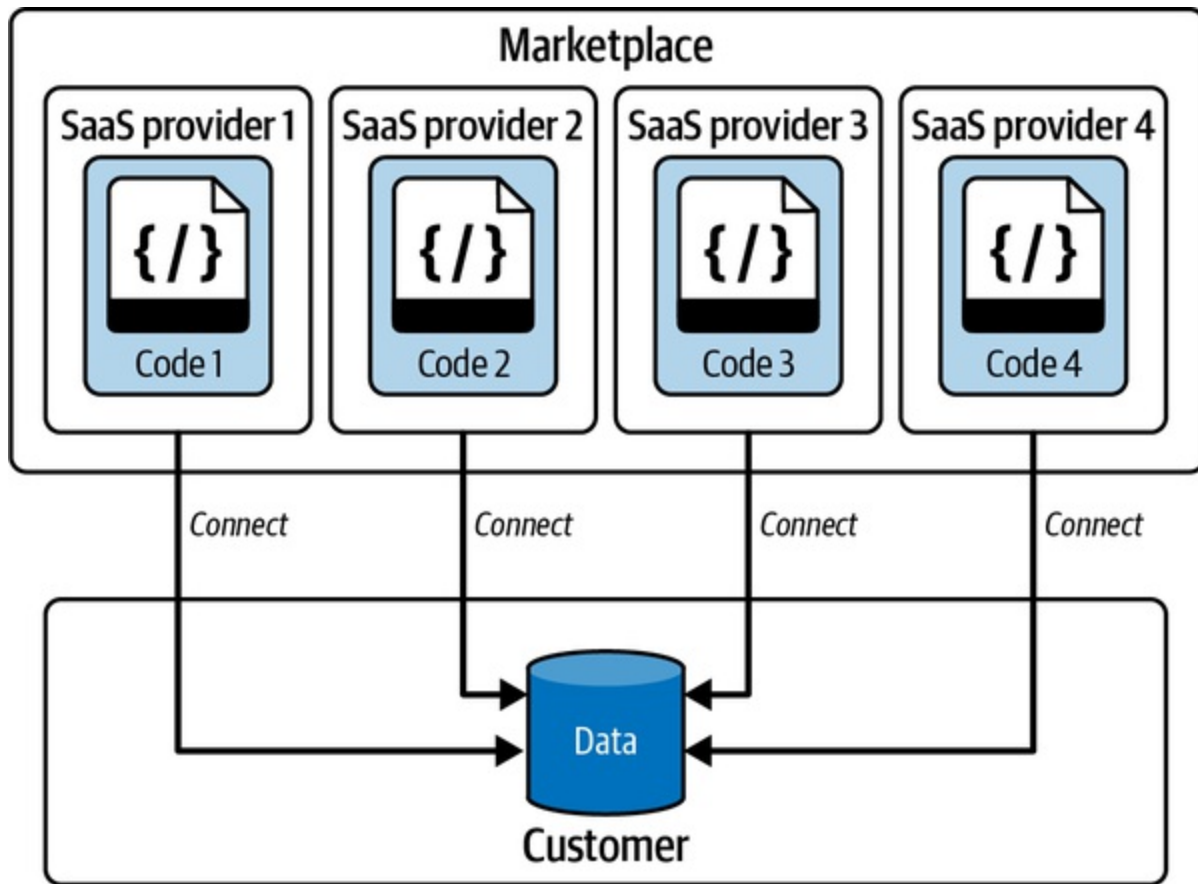 Marketplace
SaaS provider 1
SaaS provider 2
SaaS provider 3
SaaS provider 4
{/}
{/}
{/}
{/}
Code 1
Code 2
Code 3
Code 4
Connect
Connect
Connect
Connect
Data
Customer